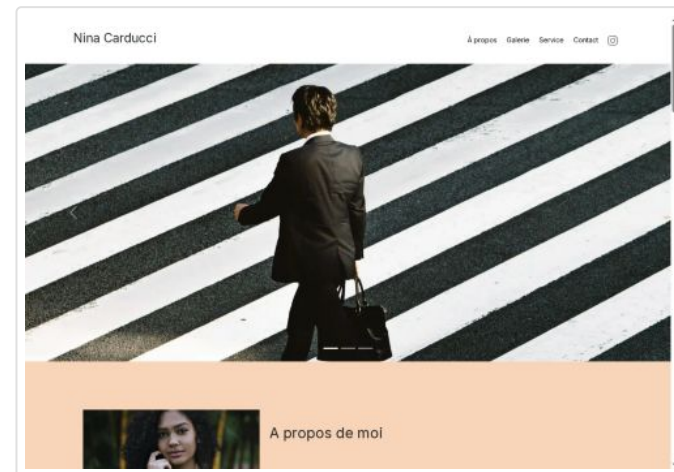 Nina Carducci
À propos Galerie Service Contact
A propos de moi